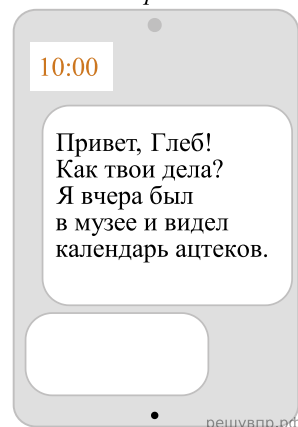 10:00
Привет, Глеб!
Как твои дела?
Я вчера был
в музее и видел
календарь ацтеков.
решувпр.рф